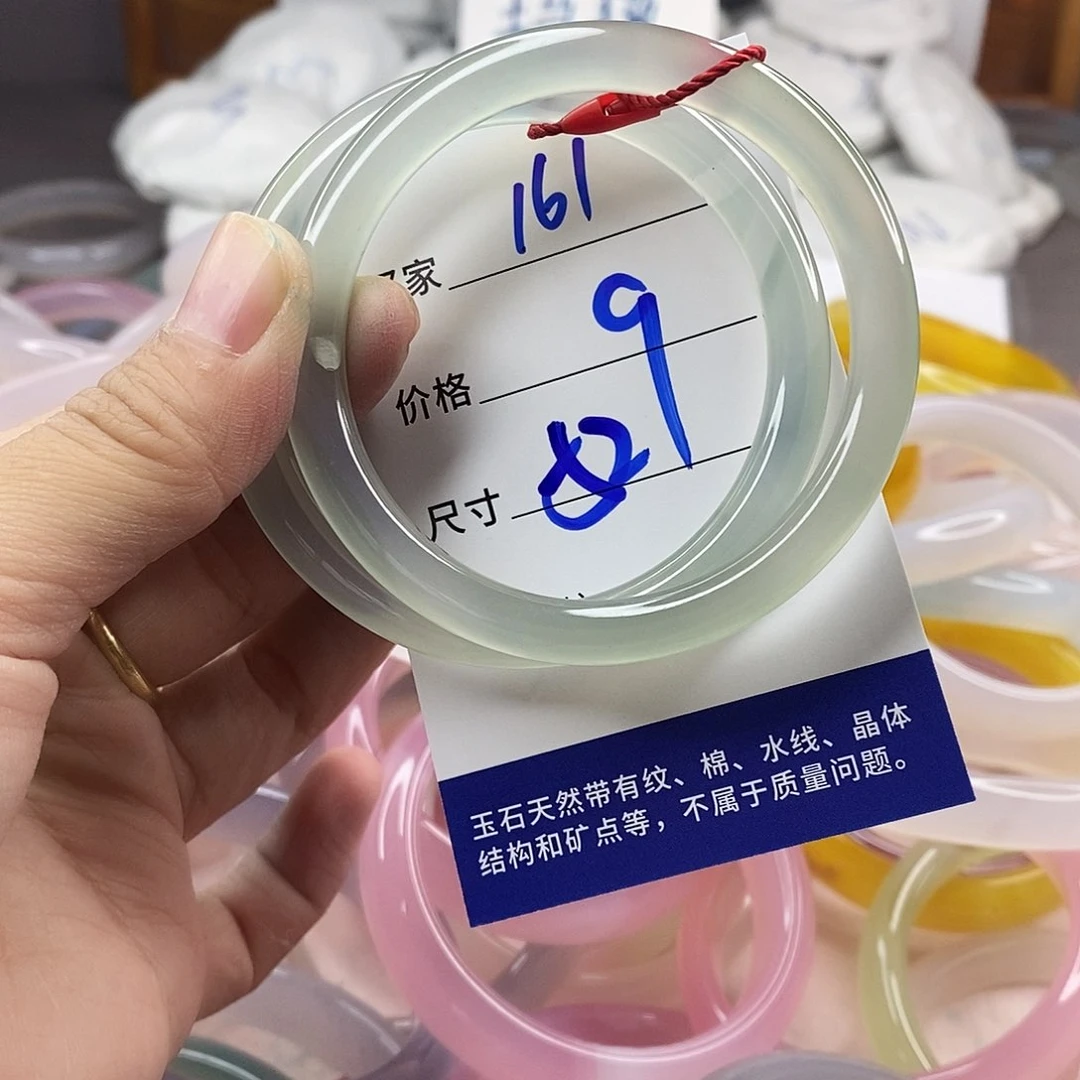 161
家
9
价格
尺寸
玉石天然带有纹、棉、水线、晶体
结构和矿点等，不属于质量问题。